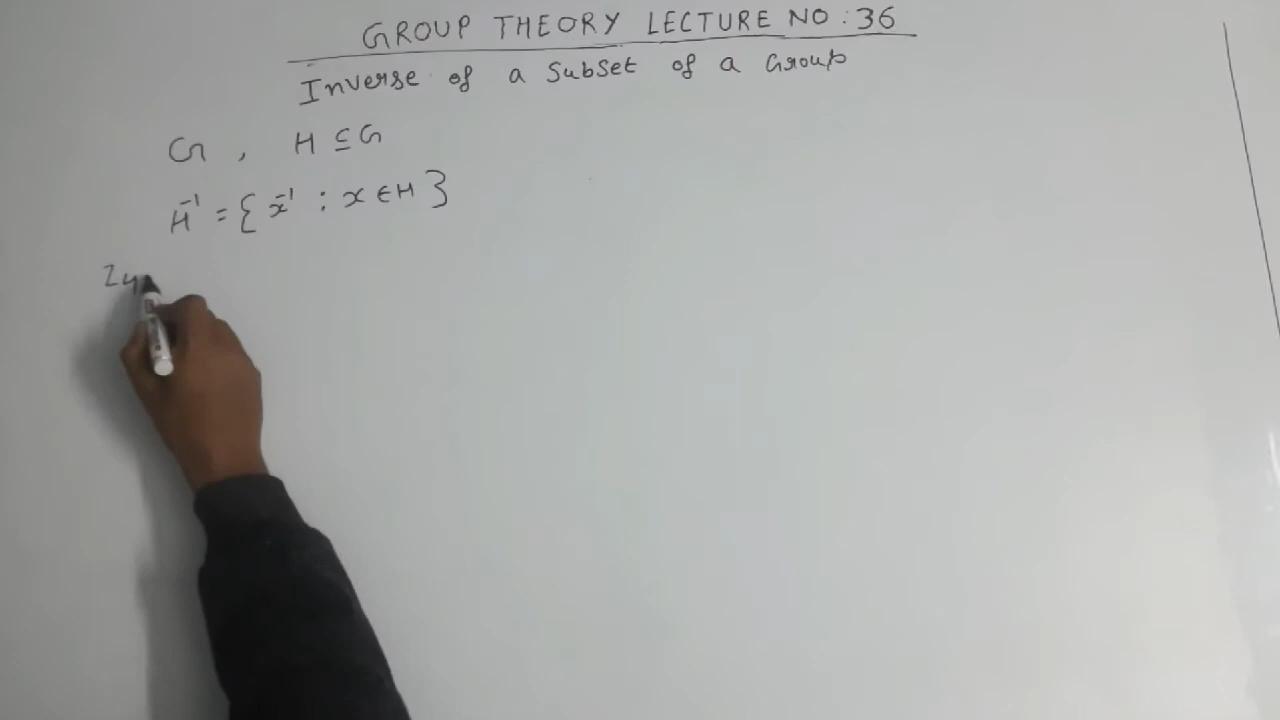 GROUP THEORY LECTURE NO : 36
Inverse of a Subset of a Group
G , H ⊆ G
H⁻¹ = { x⁻¹ : x ∈ H }
Z4